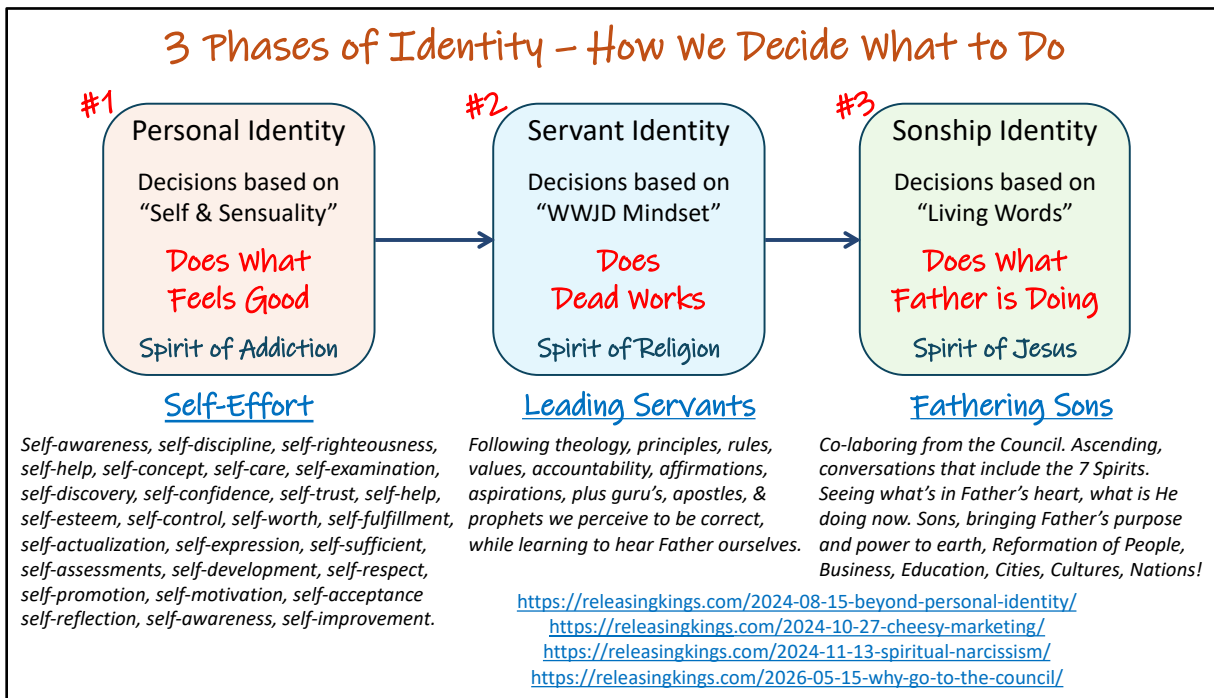 3 Phases of Identity – How We Decide What to Do
#1
Personal Identity
Decisions based on
“Self & Sensuality”
Does What
Feels Good
Spirit of Addiction
#2
Servant Identity
Decisions based on
“WWJD Mindset”
Does
Dead Works
Spirit of Religion
#3
Sonship Identity
Decisions based on
“Living Words”
Does What
Father is Doing
Spirit of Jesus
Self-Effort
Self-awareness, self-discipline, self-righteousness,
self-help, self-concept, self-care, self-examination,
self-discovery, self-confidence, self-trust, self-help,
self-esteem, self-control, self-worth, self-fulfillment,
self-actualization, self-expression, self-sufficient,
self-assessments, self-development, self-respect,
self-promotion, self-motivation, self-acceptance
self-reflection, self-awareness, self-improvement.
Leading Servants
Following theology, principles, rules,
values, accountability, affirmations,
aspirations, plus guru’s, apostles, &
prophets we perceive to be correct,
while learning to hear Father ourselves.
Fathering Sons
Co-laboring from the Council. Ascending,
conversations that include the 7 Spirits.
Seeing what’s in Father’s heart, what is He
doing now. Sons, bringing Father’s purpose
and power to earth, Reformation of People,
Business, Education, Cities, Cultures, Nations!
https://releasingkings.com/2024-08-15-beyond-personal-identity/
https://releasingkings.com/2024-10-27-cheesy-marketing/
https://releasingkings.com/2024-11-13-spiritual-narcissism/
https://releasingkings.com/2026-05-15-why-go-to-the-council/